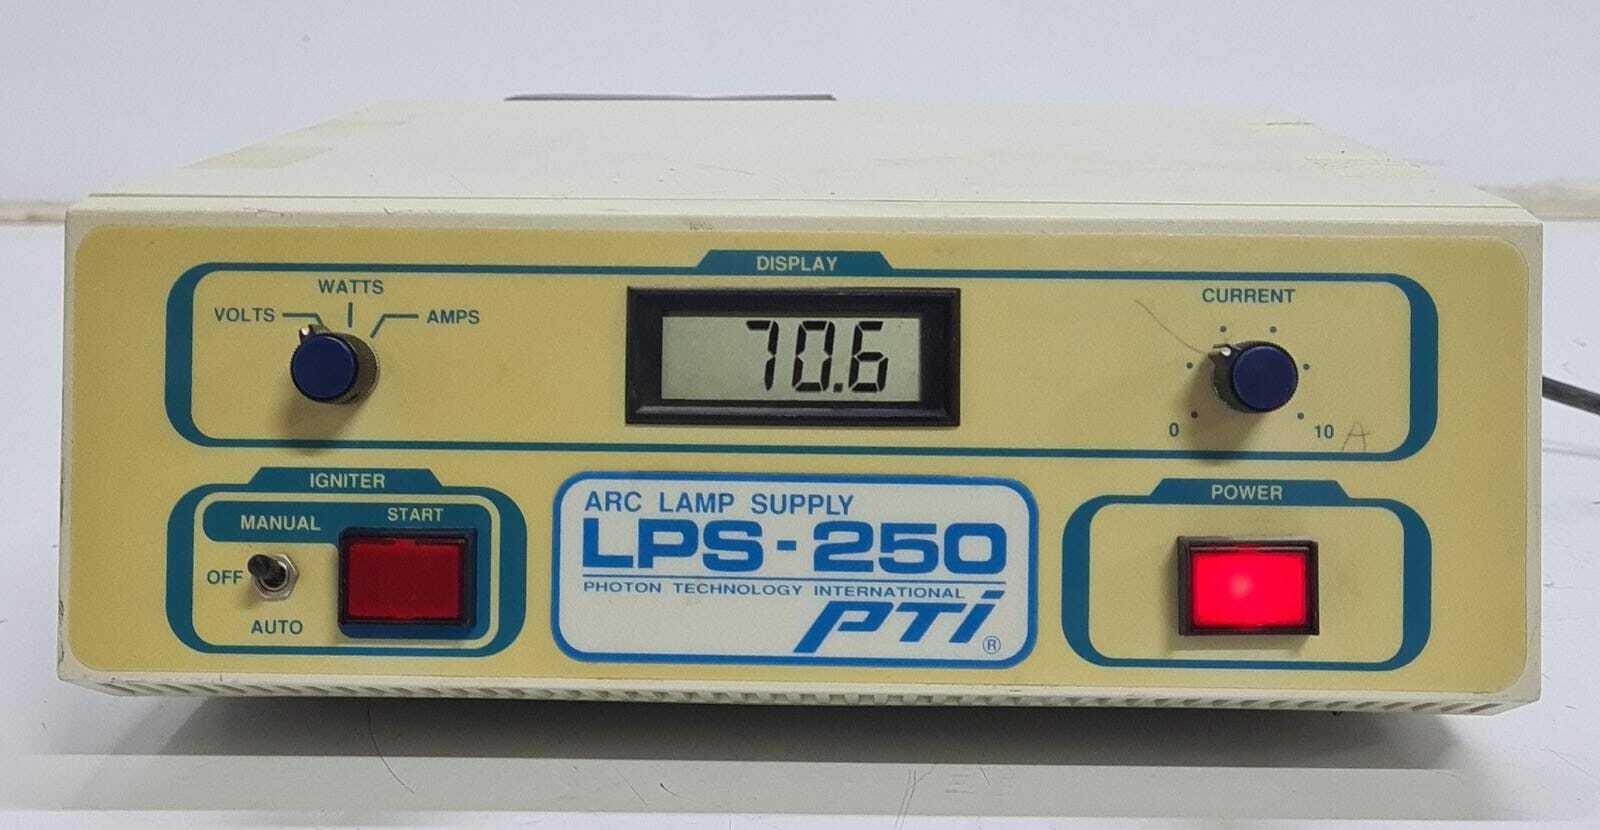 DISPLAY
WATTS
VOLTS
AMPS
70.6
CURRENT
0
10 A
IGNITER
MANUAL
START
OFF
AUTO
ARC LAMP SUPPLY
LPS-250
PHOTON TECHNOLOGY INTERNATIONAL
PTi ®
POWER